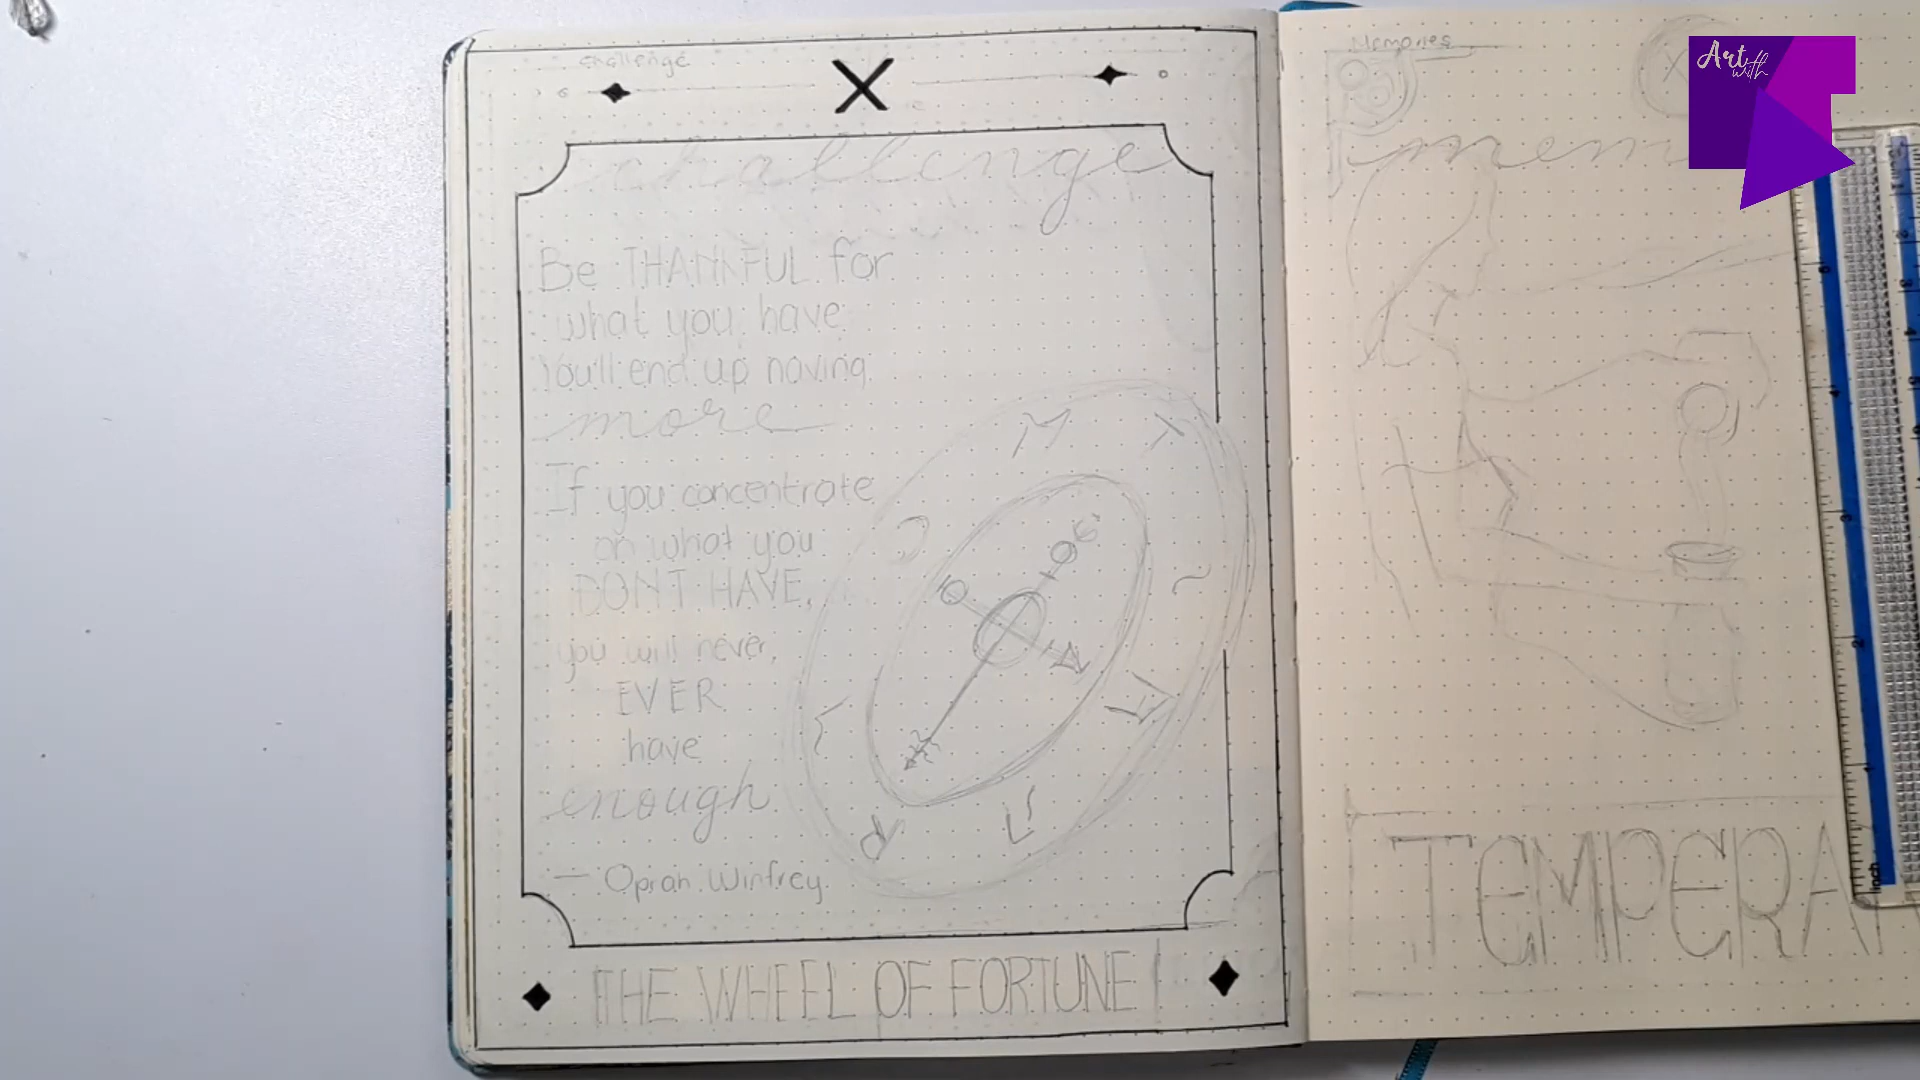 challenge
X
challenge
Be THANKFUL for
what you have
You'll end up having
more
If you concentrate
on what you
DON'T HAVE,
you will never,
EVER
have
enough
— Oprah Winfrey
THE WHEEL OF FORTUNE
Memories
X
mem
TEMPERA
Art
with
inch